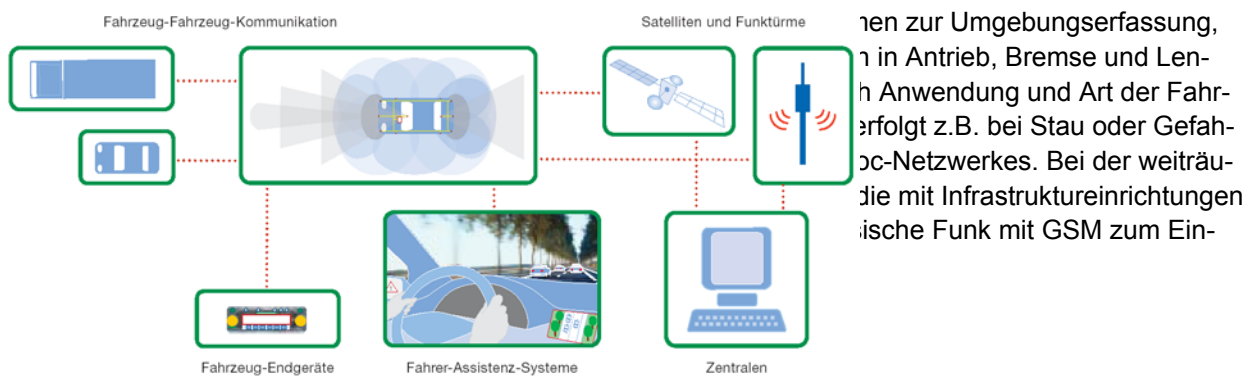 Fahrzeug-Fahrzeug-Kommunikation
Satelliten und Funktürme
Fahrzeug-Endgeräte
Fahrer-Assistenz-Systeme
Zentralen
zur Umgebungserfassung,
in Antrieb, Bremse und Len-
Anwendung und Art der Fahr-
erfolgt z.B. bei Stau oder Gefah-
oc-Netzwerkes. Bei der weiträu-
die mit Infrastruktureinrichtungen
Funk mit GSM zum Ein-